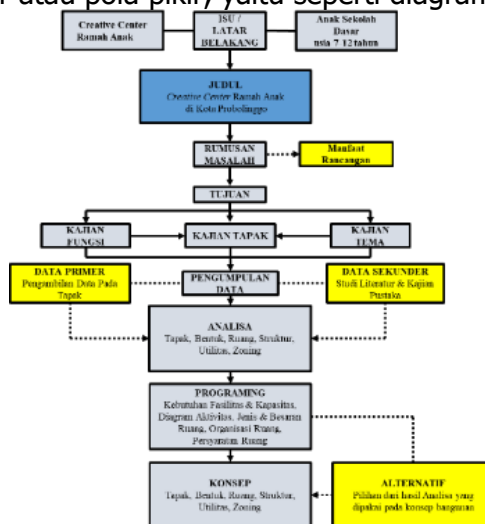 atau pola pikir, yaitu seperti diagram
Creative Center
Ramah Anak
ISU /
LATAR
BELAKANG
Anak Sekolah
Dasar
usia 7-12 tahun
JUDUL
Creative Center Ramah Anak
di Kota Probolinggo
RUMUSAN
MASALAH
Manfaat
Rancangan
TUJUAN
KAJIAN
FUNGSI
KAJIAN TAPAK
KAJIAN
TEMA
DATA PRIMER
Pengambilan Data Pada
Tapak
PENGUMPULAN
DATA
DATA SEKUNDER
Studi Literatur & Kajian
Pustaka
ANALISA
Tapak, Bentuk, Ruang, Struktur,
Utilitas, Zoning
PROGRAMING
Kebutuhan Fasilitas & Kapasitas,
Diagram Aktivitas, Jenis & Besaran
Ruang, Organisasi Ruang,
Persyaratan Ruang
KONSEP
Tapak, Bentuk, Ruang, Struktur,
Utilitas, Zoning
ALTERNATIF
Pilihan dari hasil Analisa yang
dipakai pada konsep bangunan